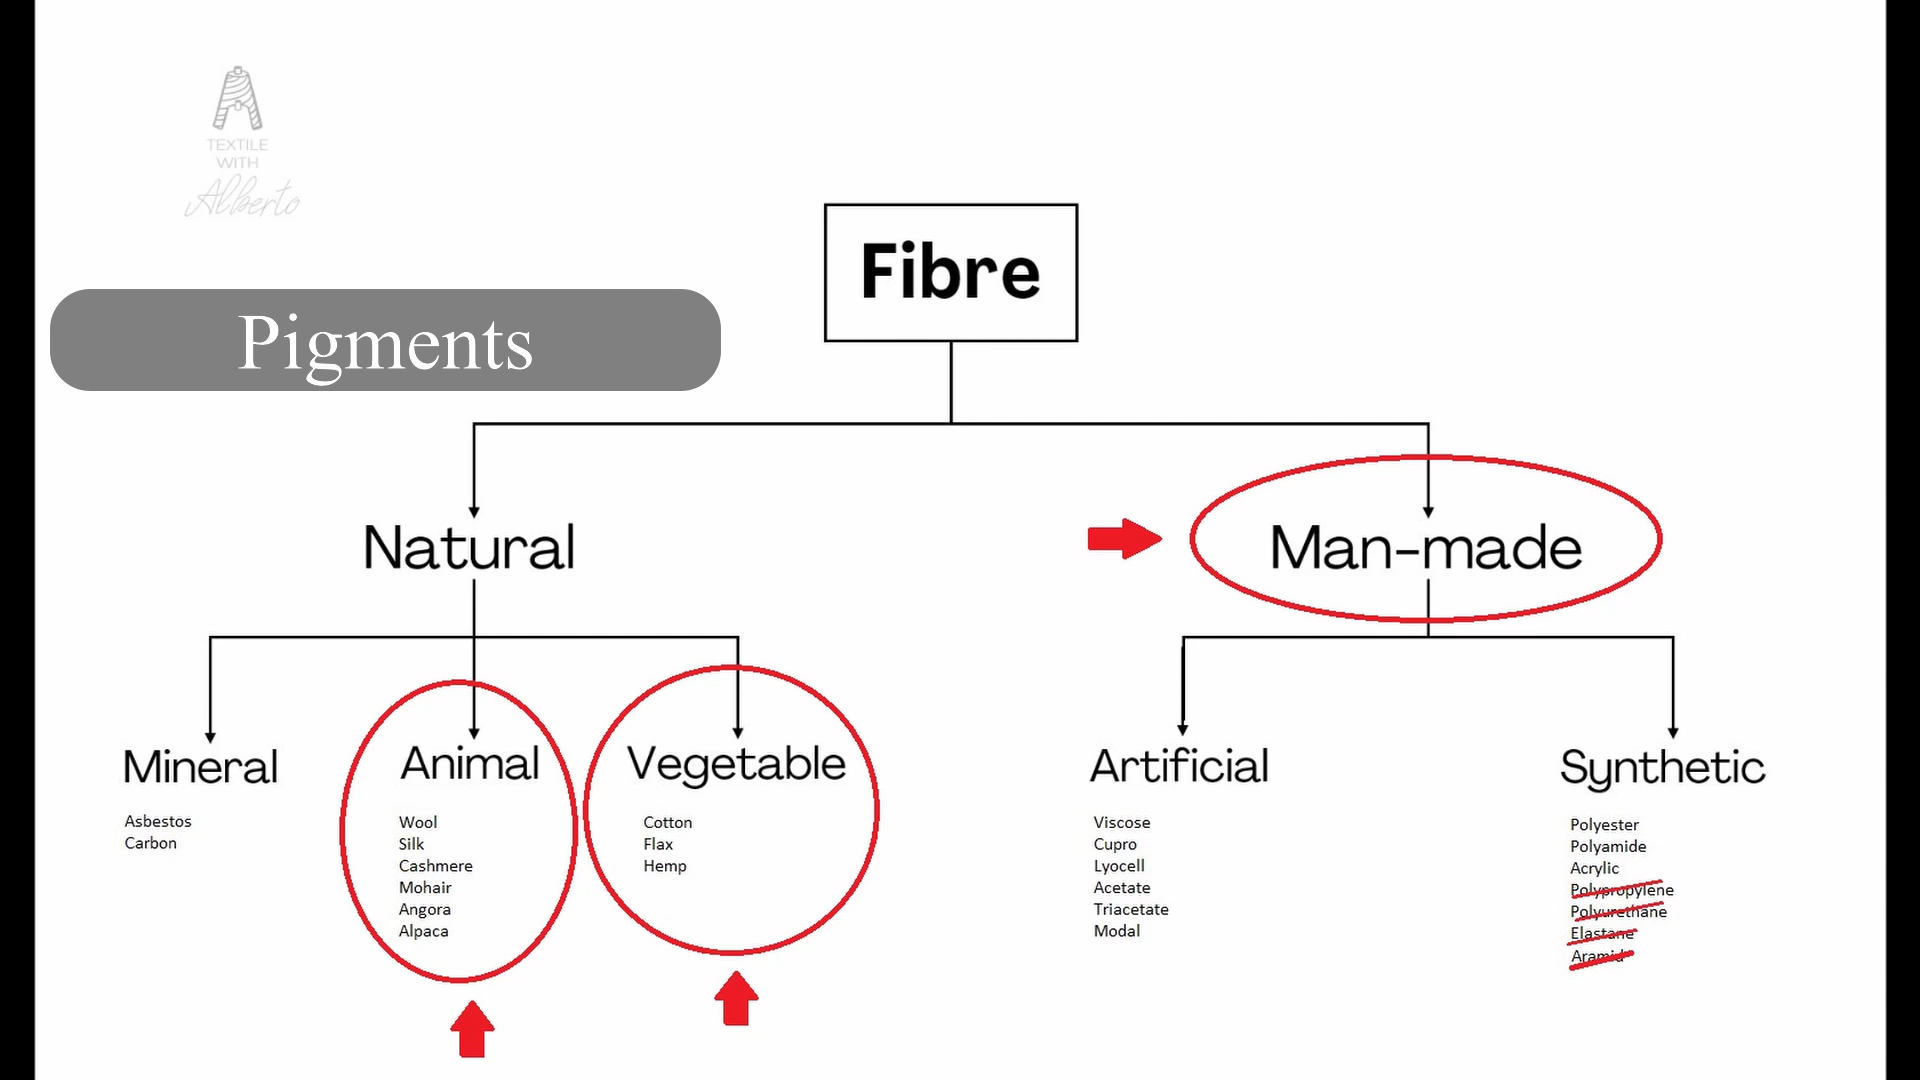 TEXTILE
WITH
Alberto
Fibre
Pigments
Natural
Man-made
Mineral
Asbestos
Carbon
Animal
Wool
Silk
Cashmere
Mohair
Angora
Alpaca
Vegetable
Cotton
Flax
Hemp
Artificial
Viscose
Cupro
Lyocell
Acetate
Triacetate
Modal
Synthetic
Polyester
Polyamide
Acrylic
Polypropylene
Polyurethane
Elastane
Aramid